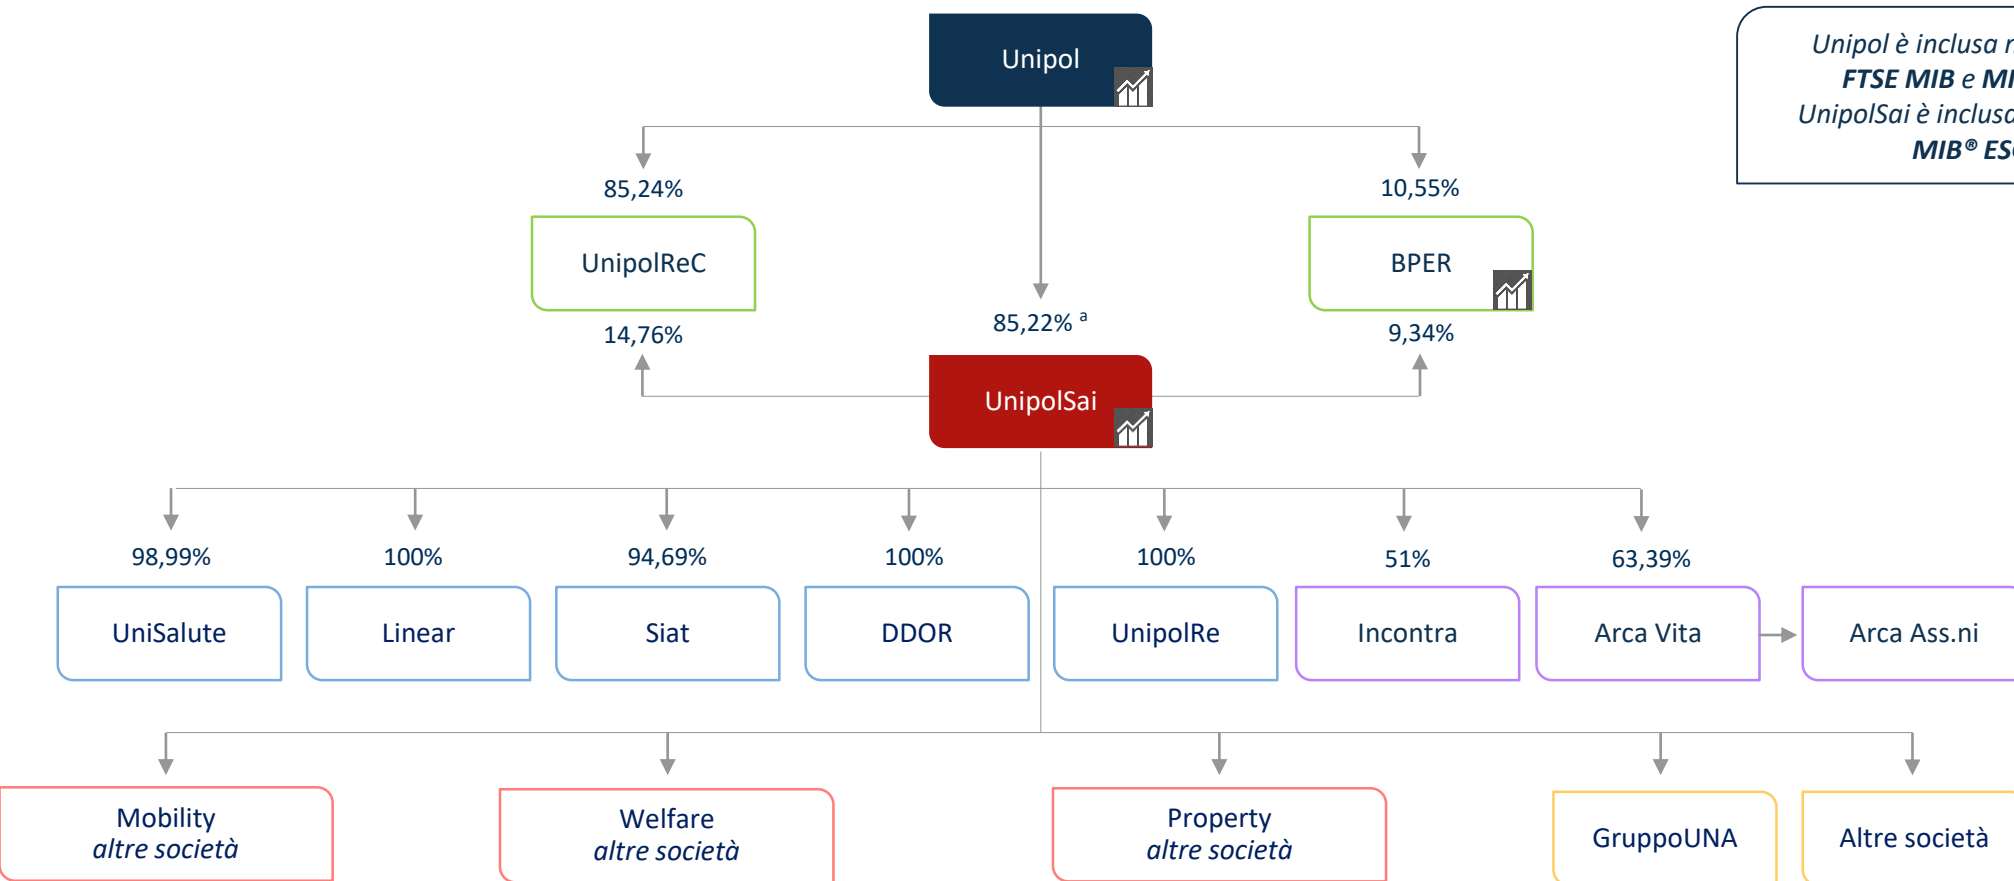 Unipol
Unipol è inclusa
FTSE MIB e
UnipolSai è inclusa
MIB® ESG
85,24%
10,55%
UnipolReC
BPER
14,76%
85,22% a
9,34%
UnipolSai
98,99%
100%
94,69%
100%
100%
51%
63,39%
UniSalute
Linear
Siat
DDOR
UnipolRe
Incontra
Arca Vita
Arca Ass.ni
Mobility
altre società
Welfare
altre società
Property
altre società
GruppoUNA
Altre società